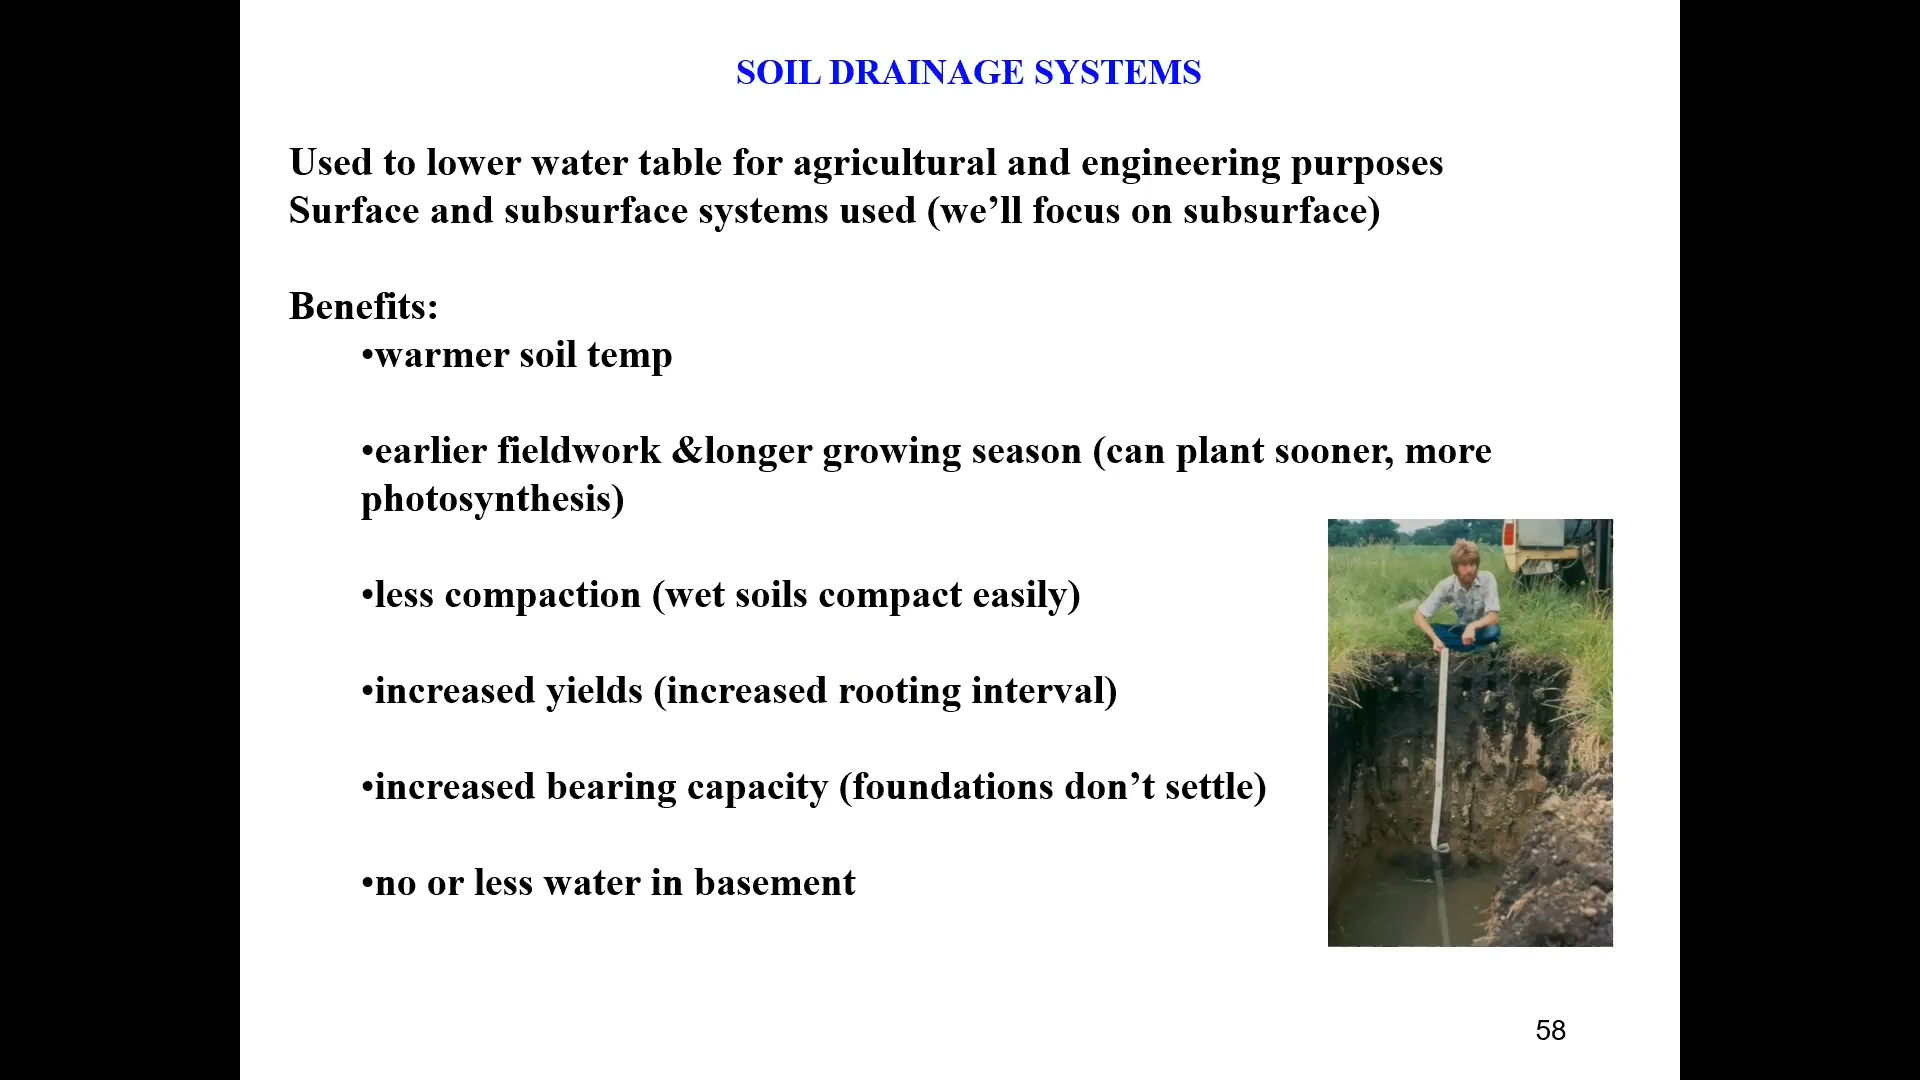 SOIL DRAINAGE SYSTEMS
Used to lower water table for agricultural and engineering purposes
Surface and subsurface systems used (we’ll focus on subsurface)
Benefits:
•warmer soil temp
•earlier fieldwork &longer growing season (can plant sooner, more
photosynthesis)
•less compaction (wet soils compact easily)
•increased yields (increased rooting interval)
•increased bearing capacity (foundations don’t settle)
•no or less water in basement
58